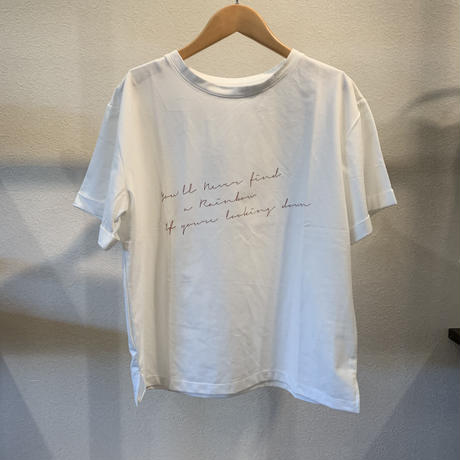 You'll Never find
a Rainbow
If you're looking down